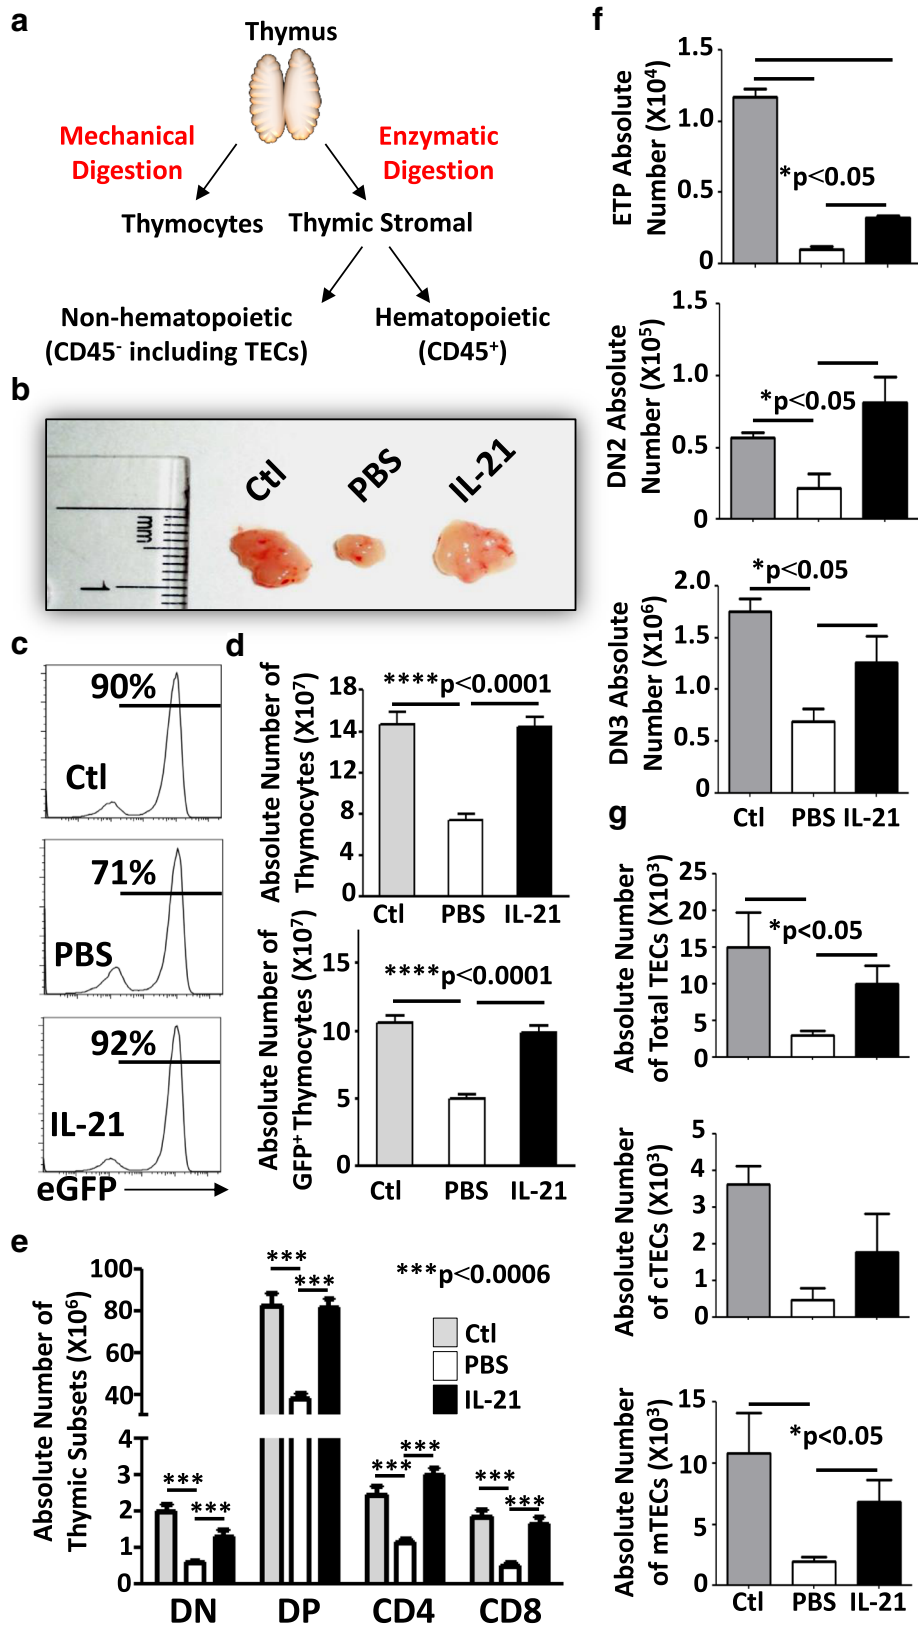 a
Thymus
Mechanical
Digestion
Enzymatic
Digestion
Thymocytes
Thymic Stromal
Non-hematopoietic
(CD45- including TECs)
Hematopoietic
(CD45+)
b
mm
1
Ctl
PBS
IL-21
c
90%
Ctl
71%
PBS
92%
IL-21
eGFP
d
Absolute Number of
Thymocytes (X10⁷)
18
14
8
4
0
****p<0.0001
Ctl PBS IL-21
Absolute Number of
GFP⁺ Thymocytes (X10⁷)
15
10
5
0
****p<0.0001
Ctl PBS IL-21
e
Absolute Number of
Thymic Subsets (X10⁶)
100
80
60
40
4
3
2
1
0
***
***
***
***
***
***
***
***
***p<0.0006
Ctl
PBS
IL-21
DN DP CD4 CD8
f
ETP Absolute
Number (X10⁴)
1.5
1.0
0.5
0
*p<0.05
DN2 Absolute
Number (X10⁵)
1.5
1.0
0.5
0
*p<0.05
DN3 Absolute
Number (X10⁶)
2.0
1.5
1.0
0.5
0
*p<0.05
Ctl PBS IL-21
g
Absolute Number
of Total TECs (X10³)
25
20
15
10
5
0
*p<0.05
Absolute Number
of cTECs (X10³)
5
4
3
2
1
0
Absolute Number
of mTECs (X10³)
15
10
5
0
*p<0.05
Ctl PBS IL-21